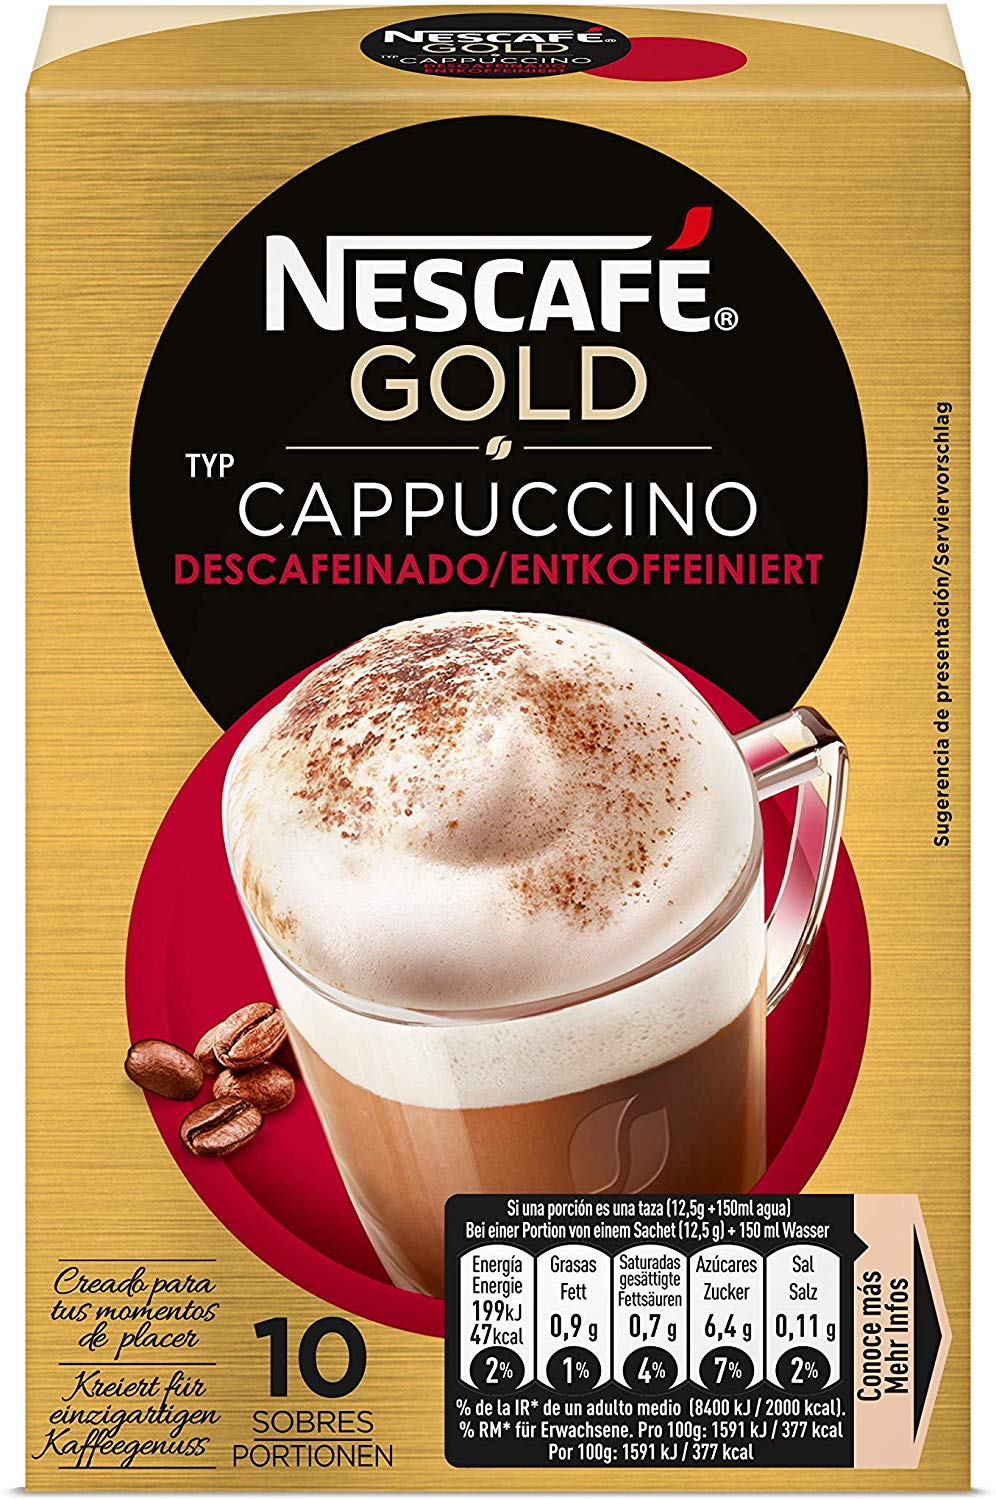 NESCAFÉ®
GOLD
TYP CAPPUCCINO
DESCAFEINADO
ENTKOFFEINIERT
NESCAFÉ®
GOLD
TYP CAPPUCCINO
DESCAFEINADO/ENTKOFFEINIERT
Sugerencia de presentación/Serviervorschlag
Creado para
tus momentos
de placer
Kreiert für
einzigartigen
Kaffeegenuss
10
SOBRES
PORTIONEN
Si una porción es una taza (12,5g +150ml agua)
Bei einer Portion von einem Sachet (12,5 g) + 150 ml Wasser
Energía
Energie
199kJ
47kcal
2%
Grasas
Fett
0,9 g
1%
Saturadas
gesättigte
Fettsäuren
0,7 g
4%
Azúcares
Zucker
6,4 g
7%
Sal
Salz
0,11 g
2%
% de la IR* de un adulto medio (8400 kJ / 2000 kcal).
% RM* für Erwachsene. Pro 100g: 1591 kJ / 377 kcal
Por 100g: 1591 kJ / 377 kcal
Conoce más
Mehr Infos